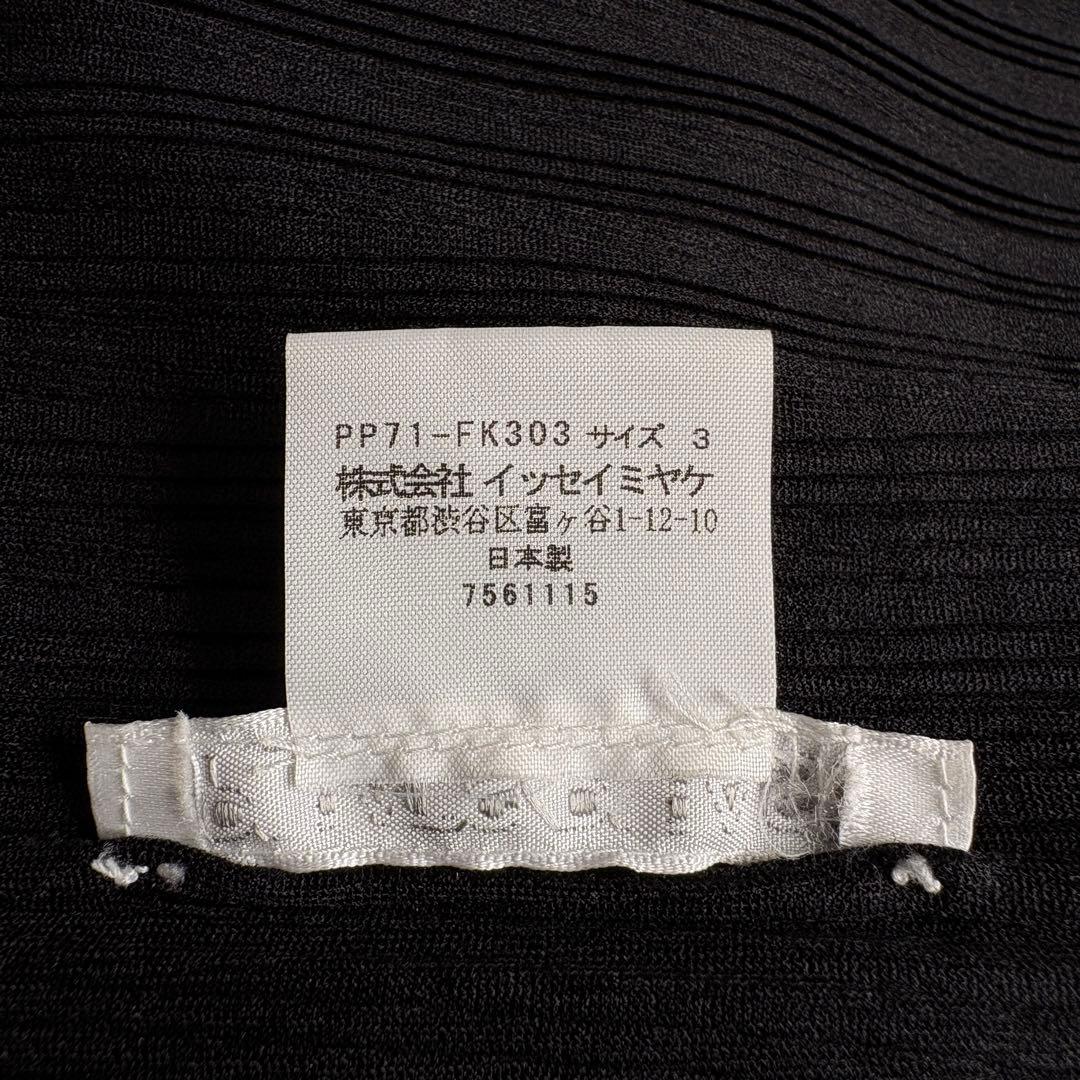 PP71-FK303 サイズ 3
株式会社 イッセイミヤケ
東京都渋谷区富ヶ谷1-12-10
日本製
7561115